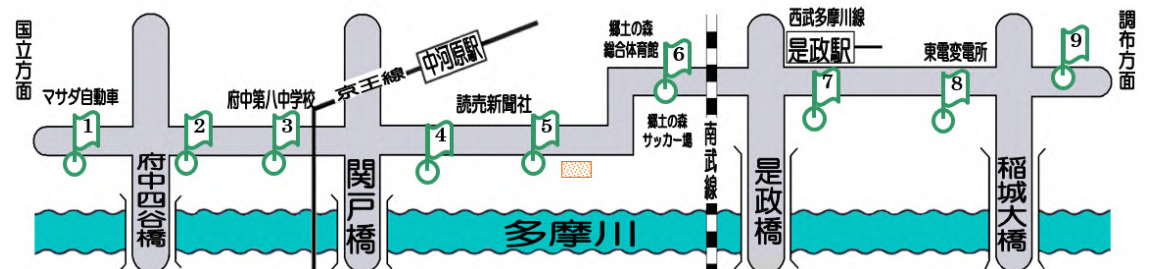 国立方面
マサダ自動車
1
府中四谷橋
2
府中第八中学校
3
京王線
中河原駅
関戸橋
4
読売新聞社
5
多摩川
郷土の森
総合体育館
6
郷土の森
サッカー場
南武線
西武多摩川線
是政駅
是政橋
7
東電変電所
8
稲城大橋
9
調布方面